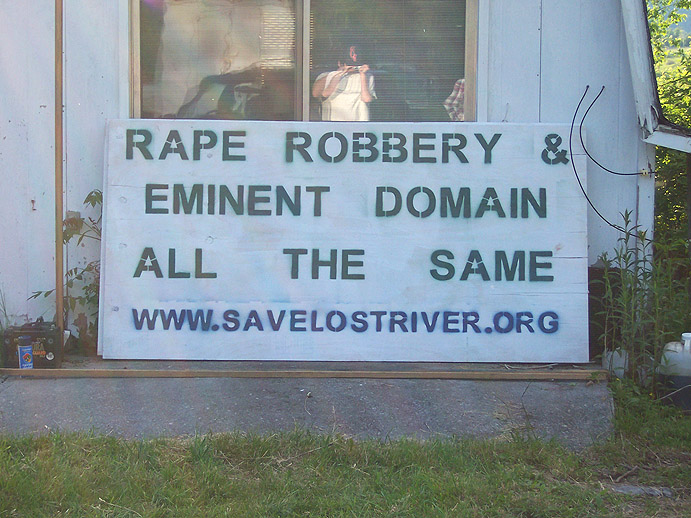 RAPE ROBBERY &
EMINENT DOMAIN
ALL THE SAME
WWW.SAVELOSTRIVER.ORG